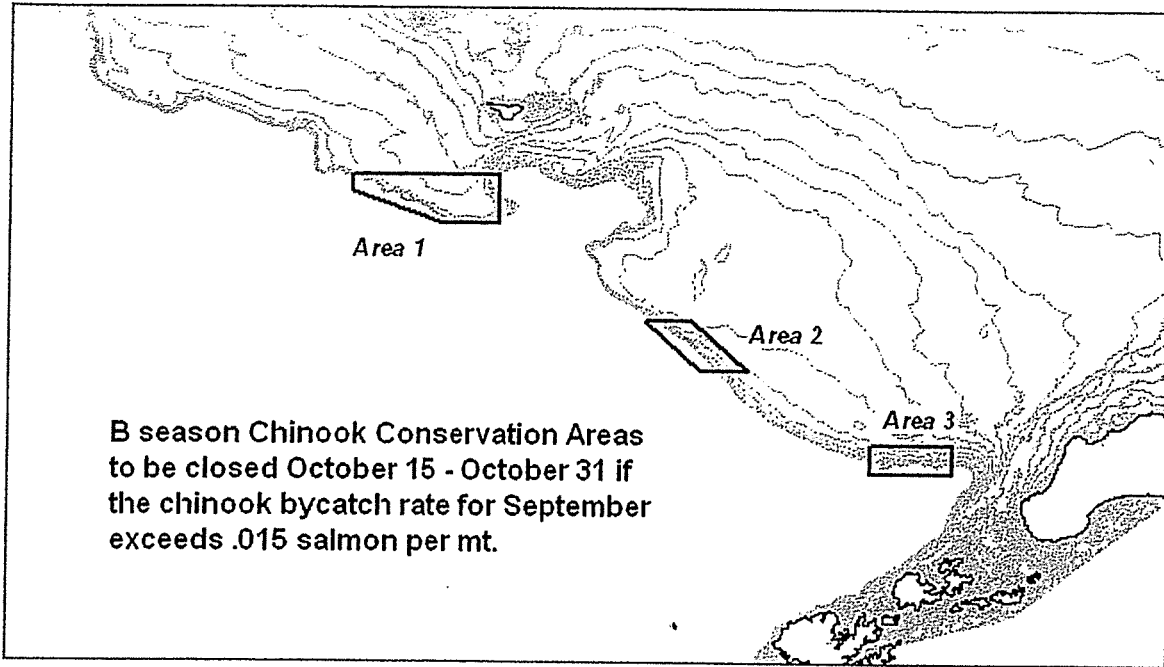 Area 1
Area 2
Area 3
B season Chinook Conservation Areas
to be closed October 15 - October 31 if
the chinook bycatch rate for September
exceeds .015 salmon per mt.